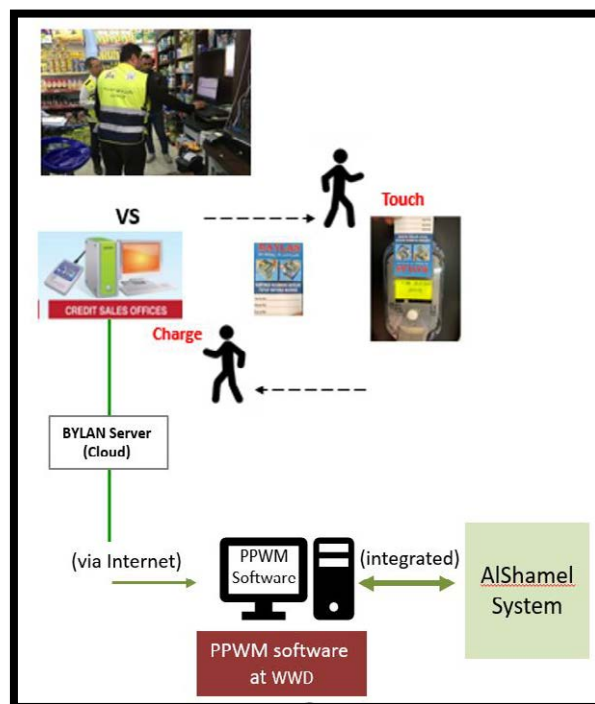 VS
Touch
BAYLAN
CREDIT SALES OFFICES
Charge
BYLAN Server
(Cloud)
(via Internet)
PPWM
Software
(integrated)
AlShamel
System
PPWM software
at WWD